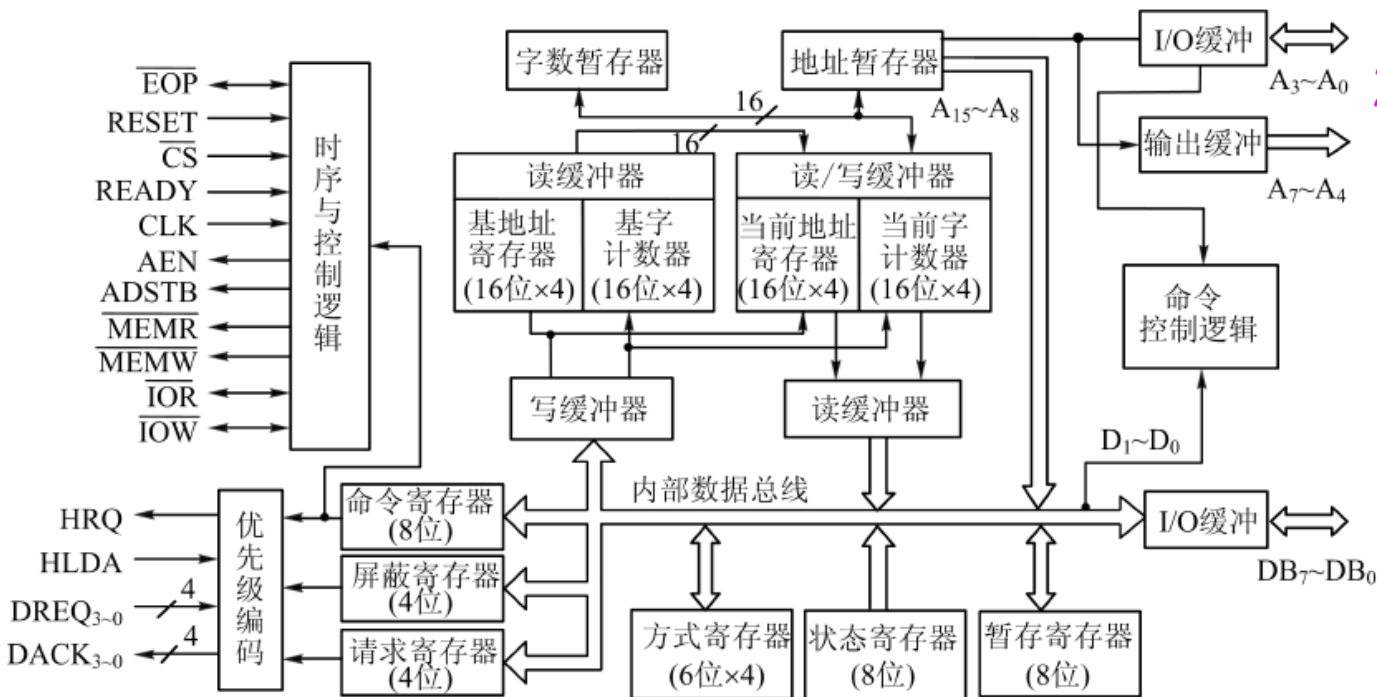 EOP
RESET
CS
READY
CLK
AEN
ADSTB
MEMR
MEMW
IOR
IOW
时序与控制逻辑
字数暂存器
地址暂存器
16
16
A15~A8
I/O缓冲
A3~A0
输出缓冲
A7~A4
读缓冲器
基地址
寄存器
(16位×4)
基字
计数器
(16位×4)
读/写缓冲器
当前地址
寄存器
(16位×4)
当前字
计数器
(16位×4)
命令
控制逻辑
写缓冲器
读缓冲器
D1~D0
内部数据总线
HRQ
HLDA
DREQ3~0
4
DACK3~0
4
优先级编码
命令寄存器
(8位)
屏蔽寄存器
(4位)
请求寄存器
(4位)
方式寄存器
(6位×4)
状态寄存器
(8位)
暂存寄存器
(8位)
I/O缓冲
DB7~DB0